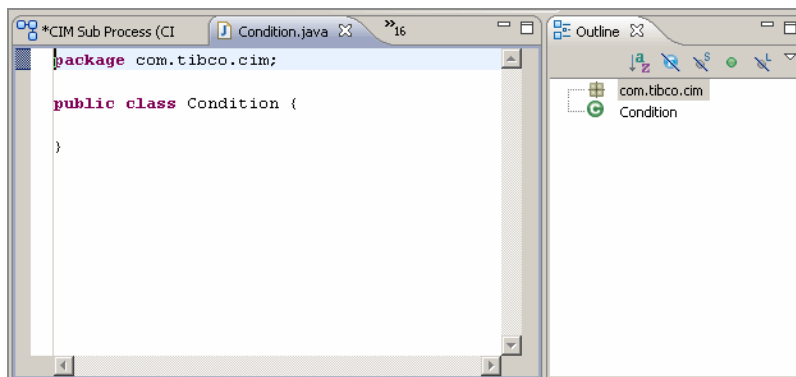 *CIM Sub Process (CI
Condition.java
»16
package com.tibco.cim;
public class Condition {
}
Outline
com.tibco.cim
Condition